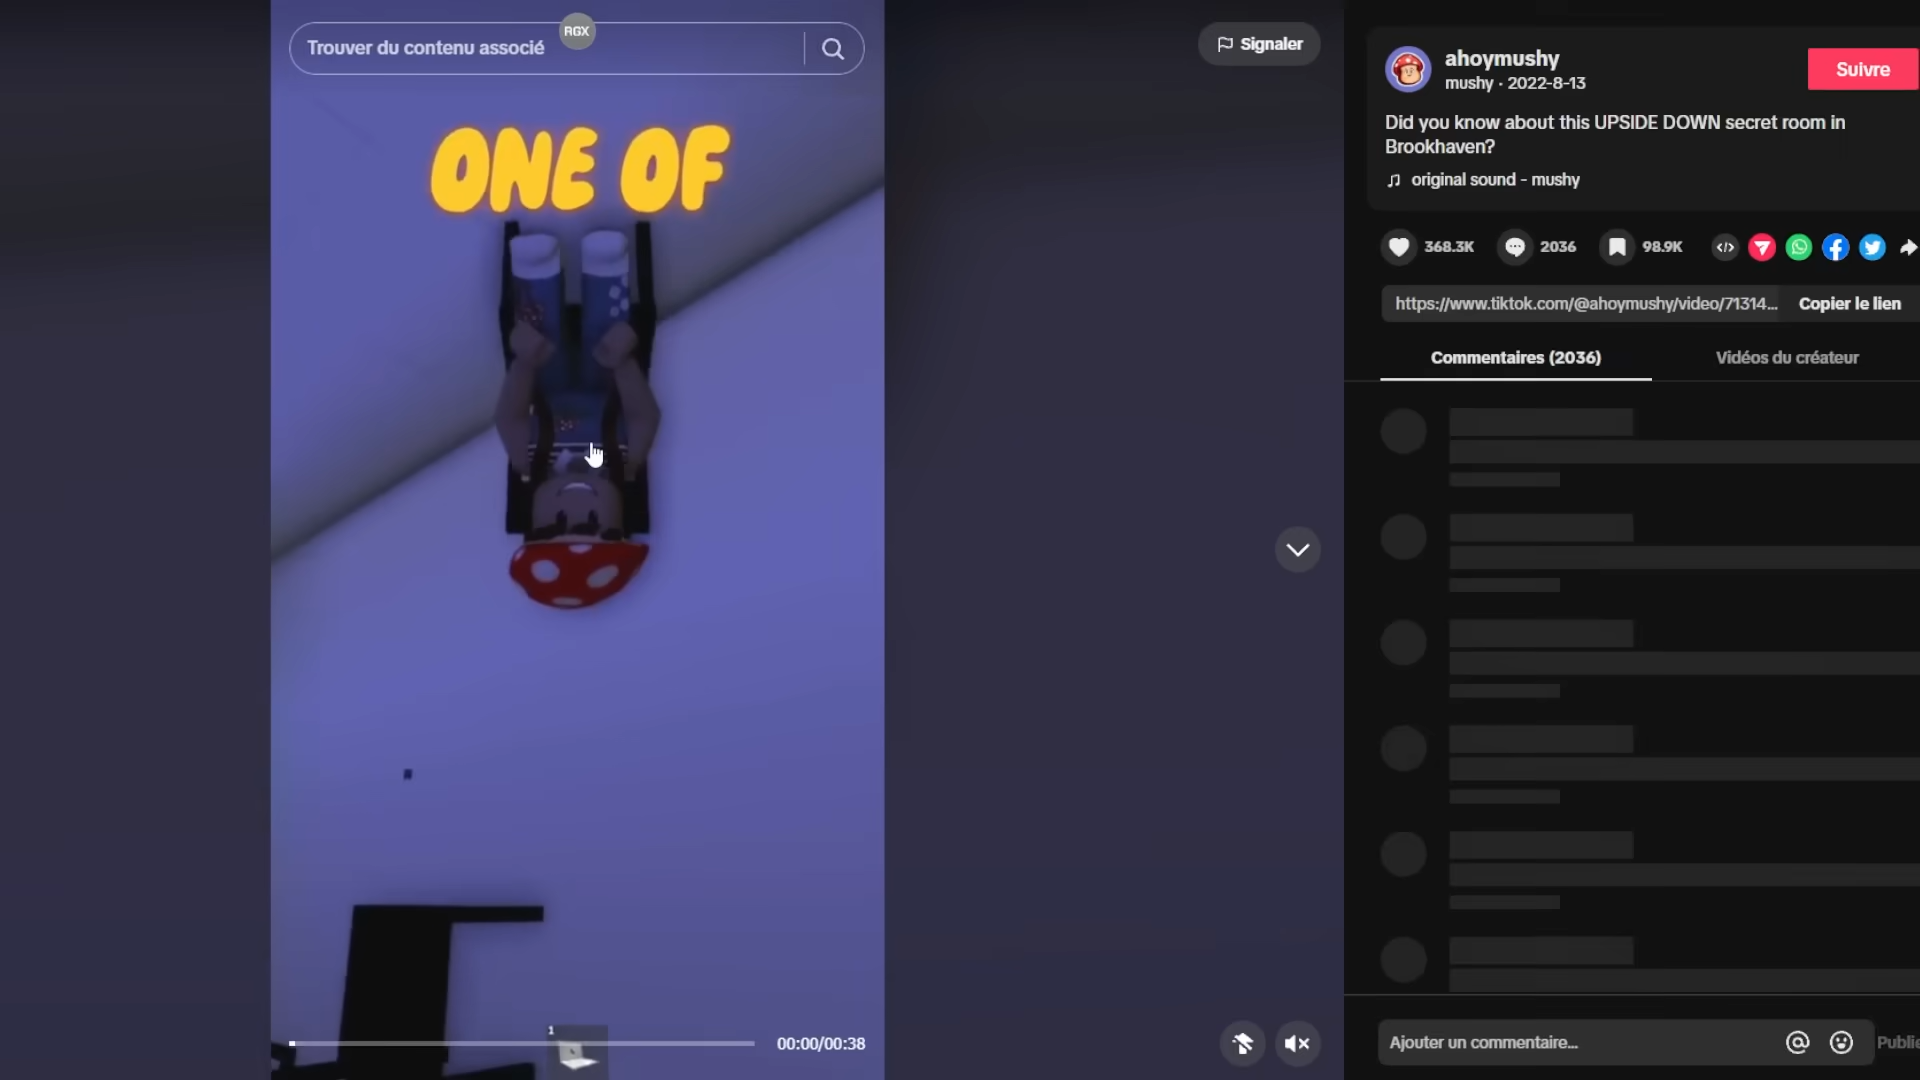 Trouver du contenu associé
RGX
Signaler
ONE OF
1
00:00/00:38
ahoymushy
mushy · 2022-8-13
Suivre
Did you know about this UPSIDE DOWN secret room in
Brookhaven?
original sound - mushy
368.3K
2036
98.9K
https://www.tiktok.com/@ahoymushy/video/71314...
Copier le lien
Commentaires (2036)
Vidéos du créateur
Ajouter un commentaire...
Publie